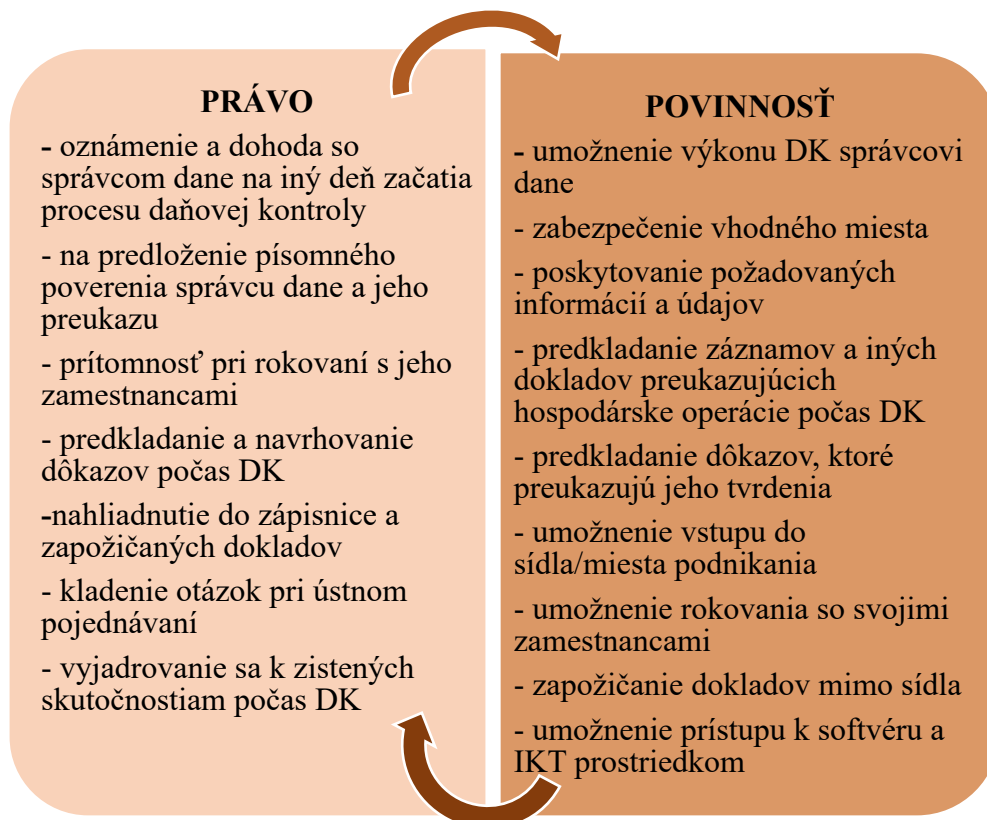 PRÁVO
- oznámenie a dohoda so
správcom dane na iný deň začatia
procesu daňovej kontroly
- na predloženie písomného
poverenia správcu dane a jeho
preukazu
- prítomnosť pri rokovaní s jeho
zamestnancami
- predkladanie a navrhovanie
dôkazov počas DK
-nahliadnutie do zápisnice a
zapožičaných dokladov
- kladenie otázok pri ústnom
pojednávaní
- vyjadrovanie sa k zistených
skutočnostiam počas DK
POVINNOSŤ
- umožnenie výkonu DK správcovi
dane
- zabezpečenie vhodného miesta
- poskytovanie požadovaných
informácií a údajov
- predkladanie záznamov a iných
dokladov preukazujúcich
hospodárske operácie počas DK
- predkladanie dôkazov, ktoré
preukazujú jeho tvrdenia
- umožnenie vstupu do
sídla/miesta podnikania
- umožnenie rokovania so svojimi
zamestnancami
- zapožičanie dokladov mimo sídla
- umožnenie prístupu k softvéru a
IKT prostriedkom